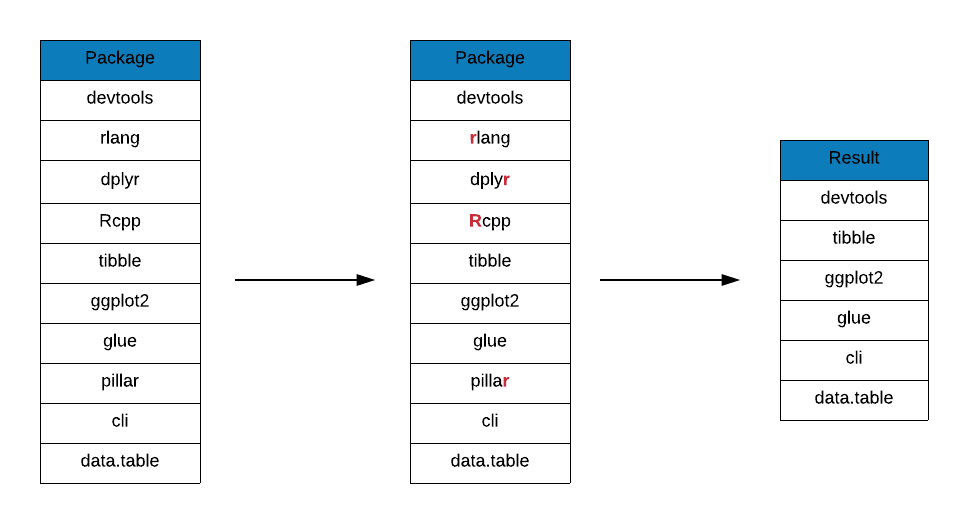 Package
devtools
rlang
dplyr
Rcpp
tibble
ggplot2
glue
pillar
cli
data.table
Package
devtools
rlang
dplyr
Rcpp
tibble
ggplot2
glue
pillar
cli
data.table
Result
devtools
tibble
ggplot2
glue
cli
data.table